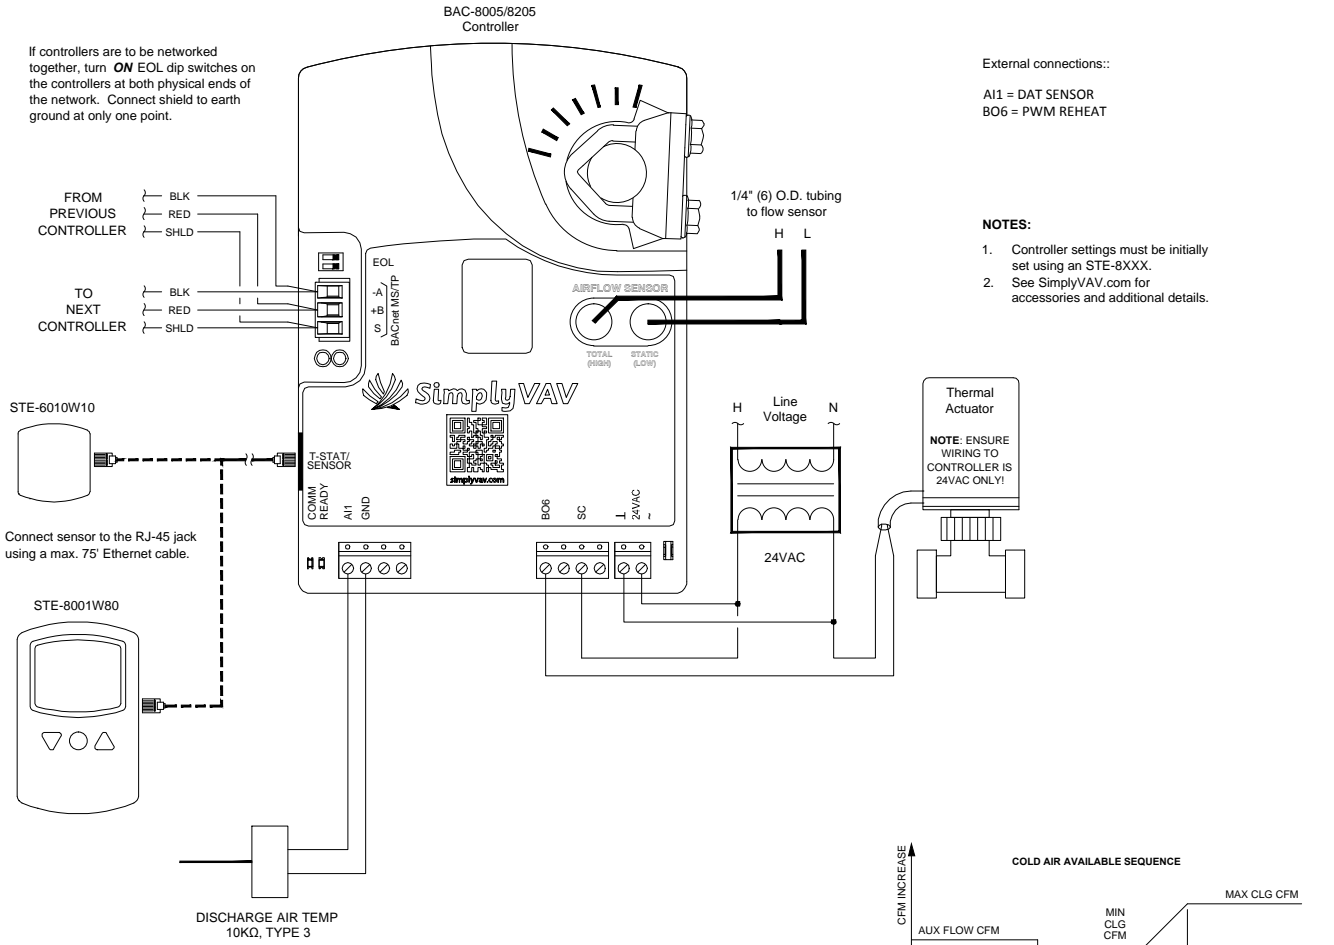 BAC-8005/8205
Controller
If controllers are to be networked
together, turn ON EOL dip switches on
the controllers at both physical ends of
the network. Connect shield to earth
ground at only one point.
External connections::
AI1 = DAT SENSOR
BO6 = PWM REHEAT
FROM
PREVIOUS
CONTROLLER
BLK
RED
SHLD
TO
NEXT
CONTROLLER
BLK
RED
SHLD
EOL
-A
+B
S
BACnet MS/TP
1/4" (6) O.D. tubing
to flow sensor
H L
AIRFLOW SENSOR
TOTAL
(HIGH)
STATIC
(LOW)
NOTES:
1. Controller settings must be initially
set using an STE-8XXX.
2. See SimplyVAV.com for
accessories and additional details.
SimplyVAV
simplyvav.com
STE-6010W10
T-STAT/
SENSOR
COMM
READY
AI1
GND
BO6
SC
24VAC
~
H
Line
Voltage
N
24VAC
Thermal
Actuator
NOTE: ENSURE
WIRING TO
CONTROLLER IS
24VAC ONLY!
Connect sensor to the RJ-45 jack
using a max. 75' Ethernet cable.
STE-8001W80
DISCHARGE AIR TEMP
10KΩ, TYPE 3
CFM INCREASE
COLD AIR AVAILABLE SEQUENCE
MAX CLG CFM
MIN
CLG
CFM
AUX FLOW CFM